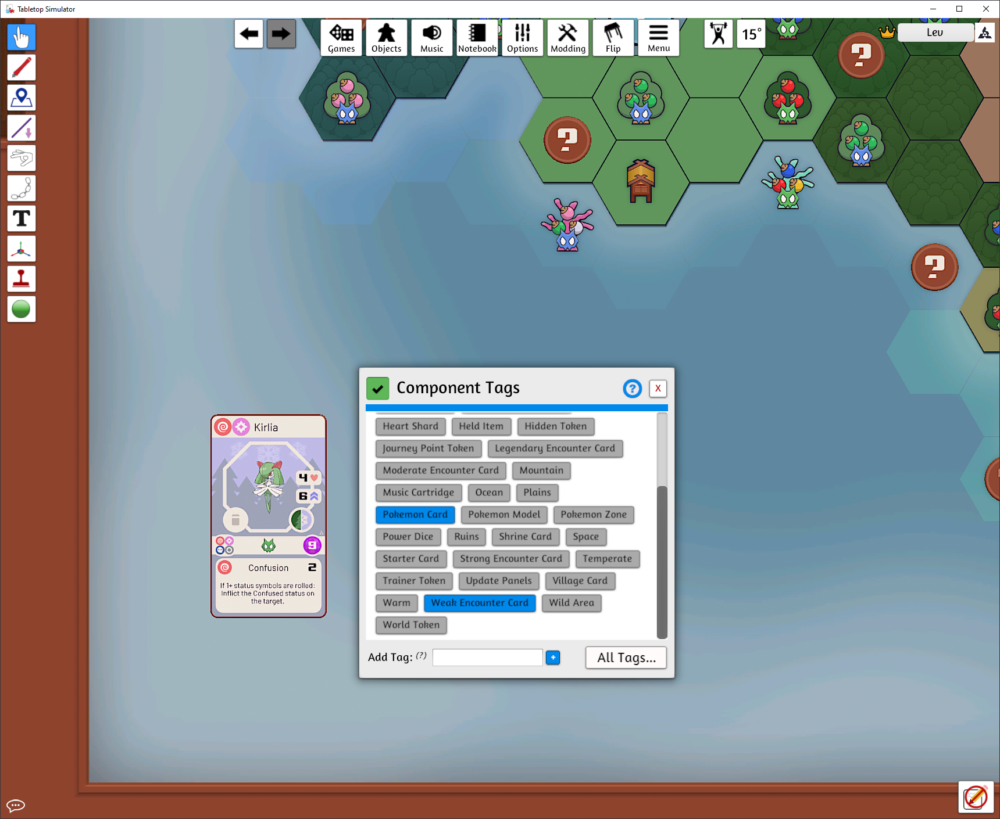 Tabletop Simulator
Games
Objects
Music
Notebook
Options
Modding
Flip
Menu
15°
Lev
?
?
?
T
Component Tags
?
X
Heart Shard
Held Item
Hidden Token
Journey Point Token
Legendary Encounter Card
Moderate Encounter Card
Mountain
Music Cartridge
Ocean
Plains
Pokemon Card
Pokemon Model
Pokemon Zone
Power Dice
Ruins
Shrine Card
Space
Starter Card
Strong Encounter Card
Temperate
Trainer Token
Update Panels
Village Card
Warm
Weak Encounter Card
Wild Area
World Token
Add Tag: (?)
+
All Tags...
Kirlia
4
6
9
Confusion 2
If 1+ status symbols are rolled:
Inflict the Confused status on
the target.